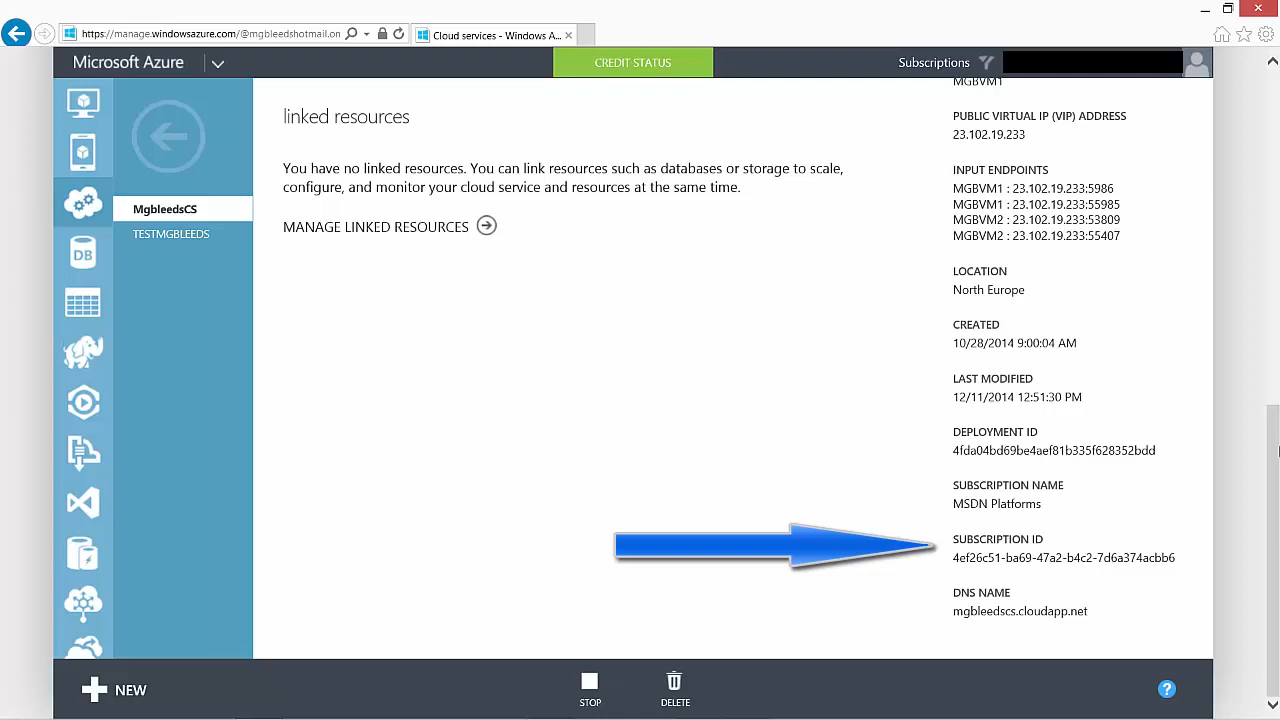 https://manage.windowsazure.com/@mgbleedshotmail.on
Cloud services - Windows A...
Microsoft Azure
CREDIT STATUS
Subscriptions
MgbleedsCS
TESTMGBLEEDS
DB
linked resources
You have no linked resources. You can link resources such as databases or storage to scale,
configure, and monitor your cloud service and resources at the same time.
MANAGE LINKED RESOURCES
MGBVM1
PUBLIC VIRTUAL IP (VIP) ADDRESS
23.102.19.233
INPUT ENDPOINTS
MGBVM1 : 23.102.19.233:5986
MGBVM1 : 23.102.19.233:55985
MGBVM2 : 23.102.19.233:53809
MGBVM2 : 23.102.19.233:55407
LOCATION
North Europe
CREATED
10/28/2014 9:00:04 AM
LAST MODIFIED
12/11/2014 12:51:30 PM
DEPLOYMENT ID
4fda04bd69be4aef81b335f628352bdd
SUBSCRIPTION NAME
MSDN Platforms
SUBSCRIPTION ID
4ef26c51-ba69-47a2-b4c2-7d6a374acbb6
DNS NAME
mgbleedscs.cloudapp.net
NEW
STOP
DELETE
?